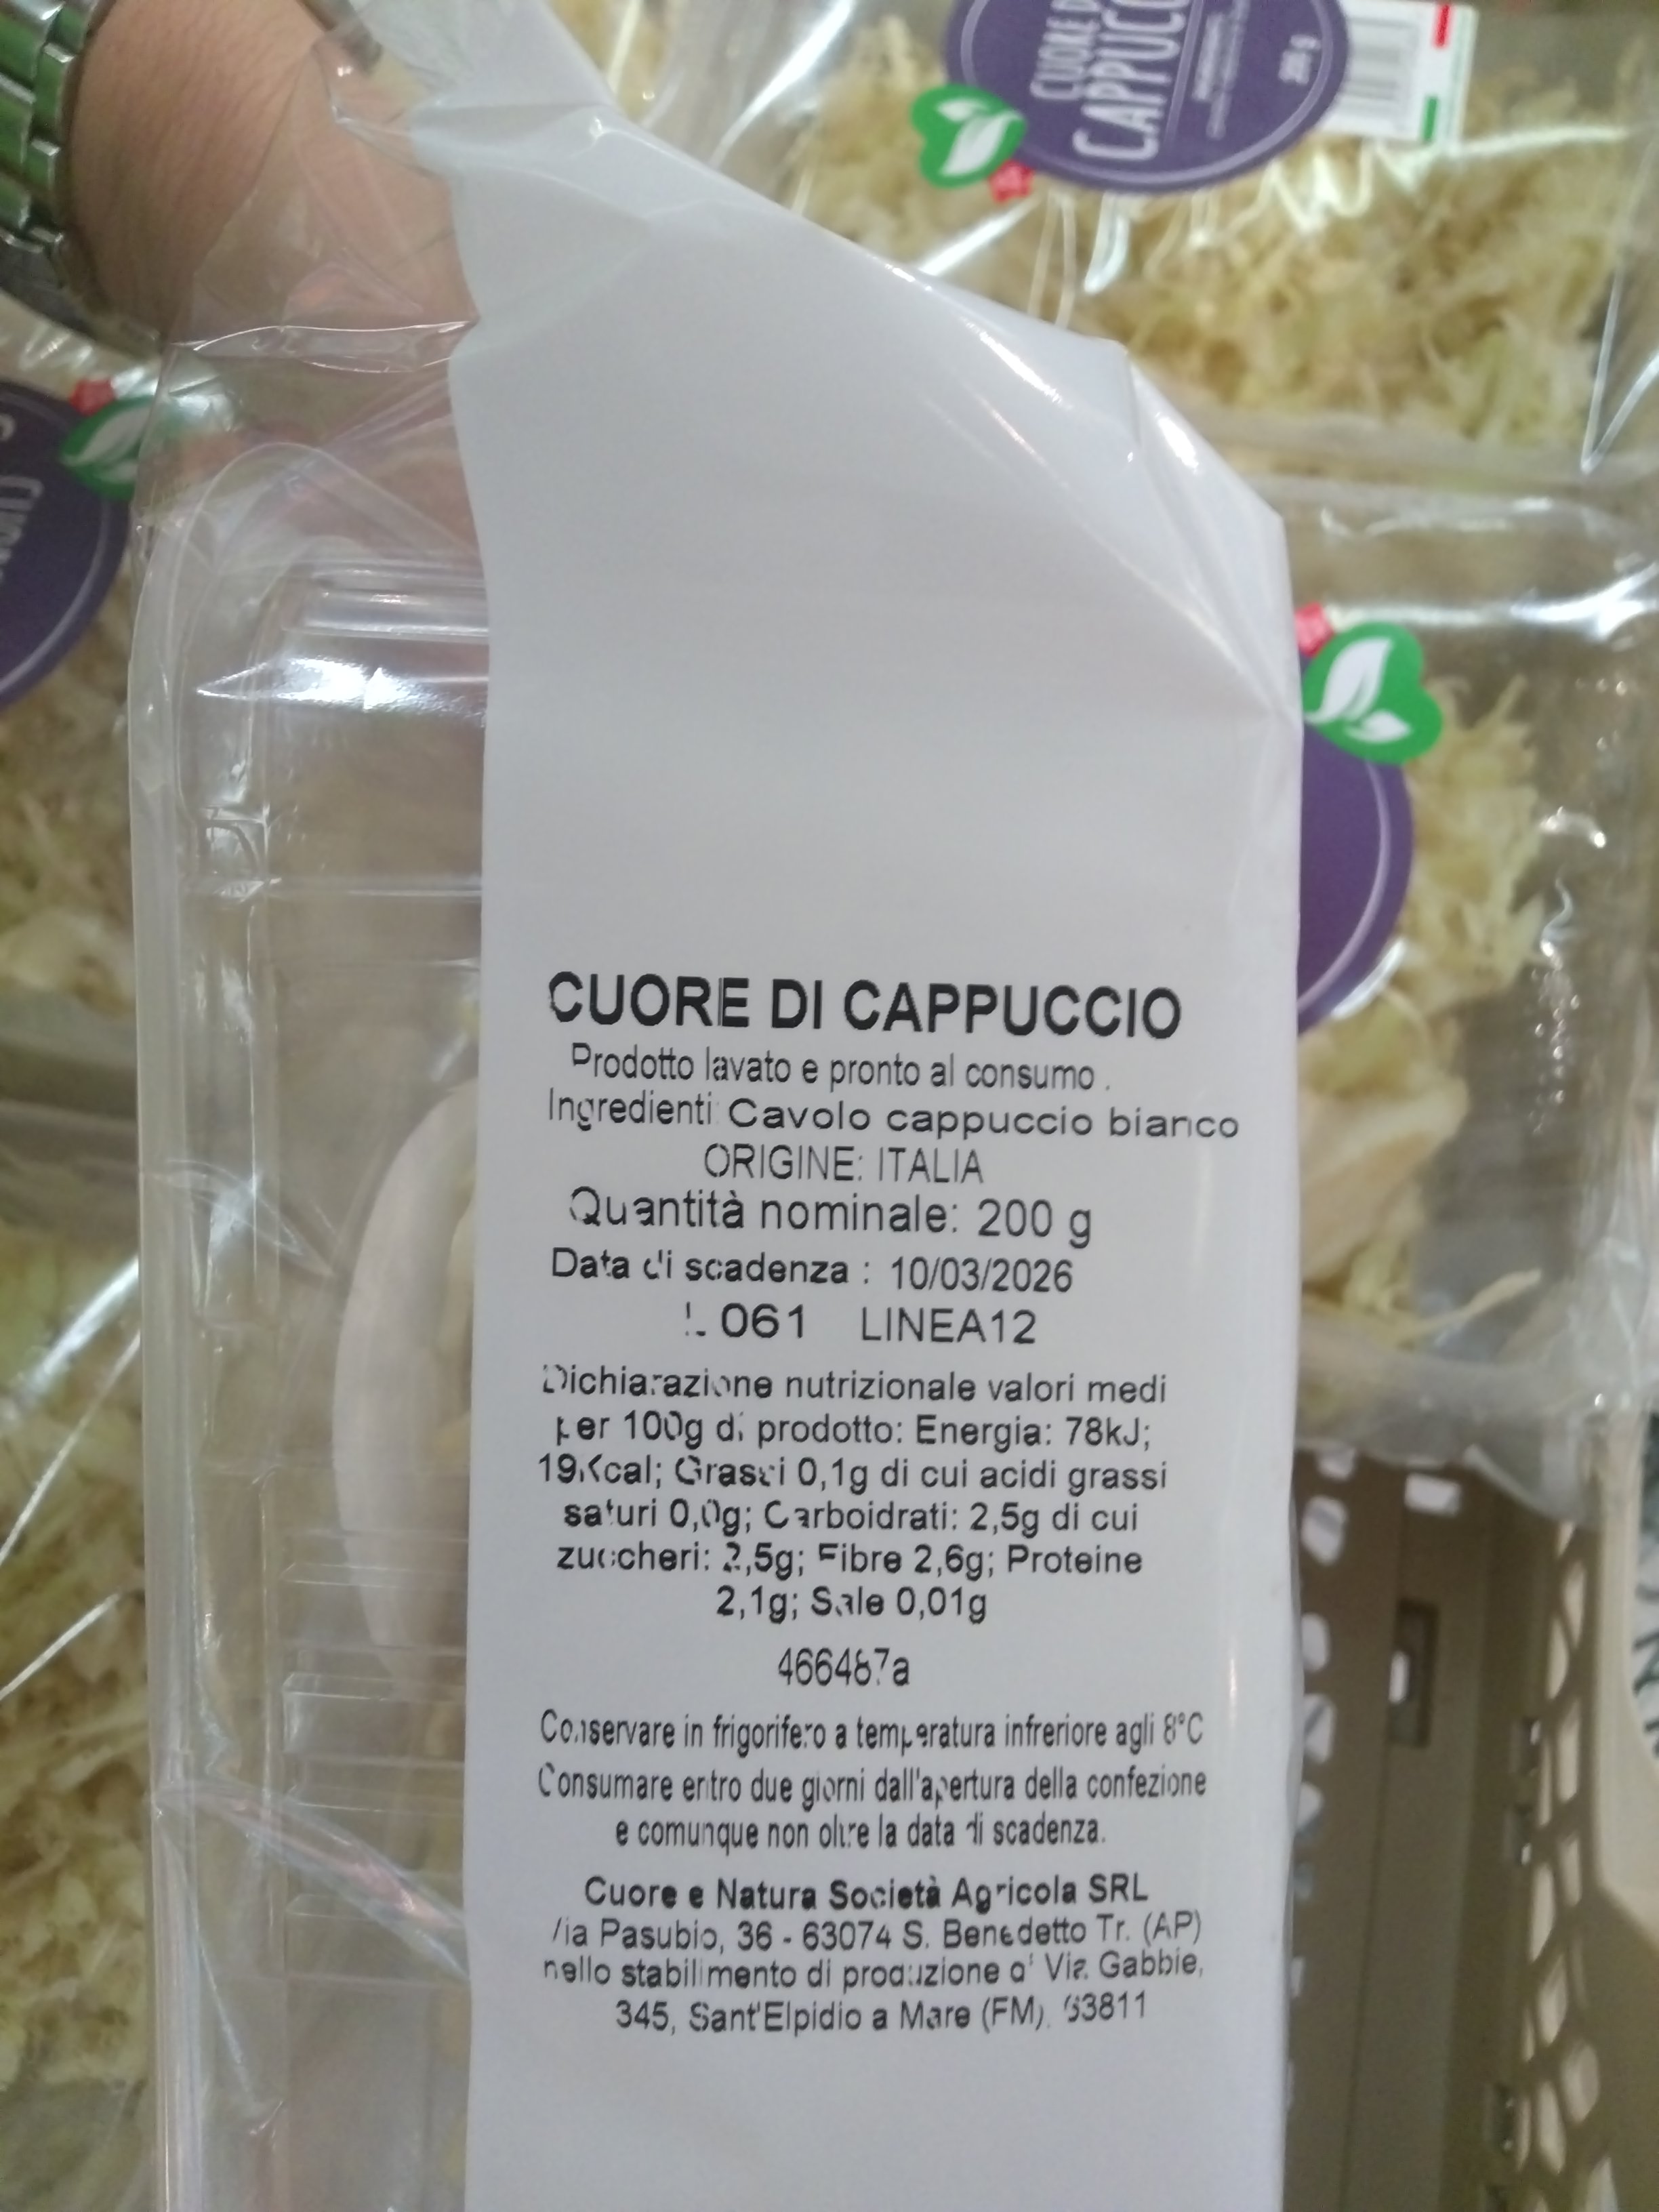 CUORE D
CAPPUCC
200 g
CUORE DI CAPPUCCIO
Prodotto lavato e pronto al consumo .
Ingredienti: Cavolo cappuccio bianco
ORIGINE: ITALIA
Quantità nominale: 200 g
Data di scadenza : 10/03/2026
L 061 LINEA12
Dichiarazione nutrizionale valori medi
per 100g di prodotto: Energia: 78kJ;
19Kcal; Grassi 0,1g di cui acidi grassi
saturi 0,0g; Carboidrati: 2,5g di cui
zuccheri: 2,5g; Fibre 2,6g; Proteine
2,1g; Sale 0,01g
466487a
Conservare in frigorifero a temperatura infreriore agli 8°C
Consumare entro due giorni dall'apertura della confezione
e comunque non oltre la data di scadenza.
Cuore e Natura Società Agricola SRL
Via Pasubio, 36 - 63074 S. Benedetto Tr. (AP)
nello stabilimento di produzione di Via Gabbie,
345, Sant'Elpidio a Mare (FM), 63811